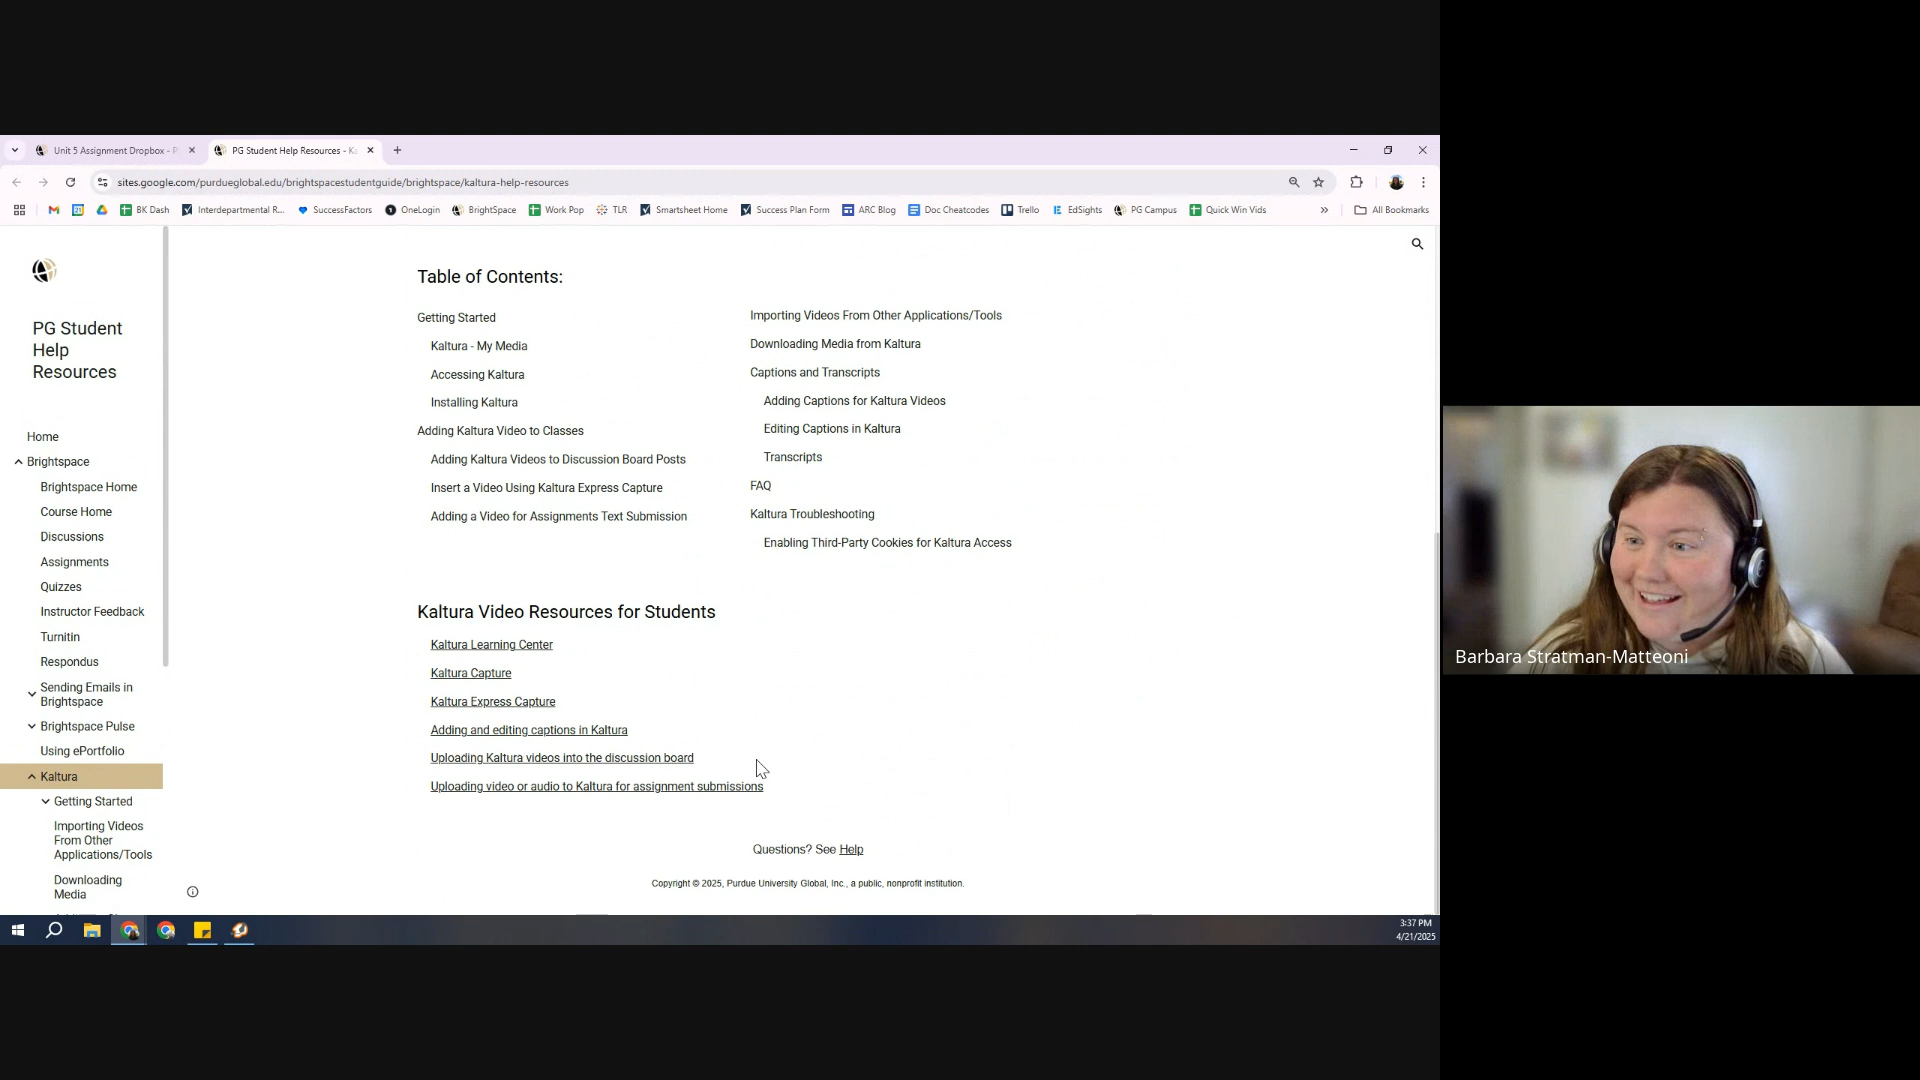 Unit 5 Assignment Dropbox - P
PG Student Help Resources - Ka
sites.google.com/purdueglobal.edu/brightspacestudentguide/brightspace/kaltura-help-resources
BK Dash
Interdepartmental R...
SuccessFactors
OneLogin
BrightSpace
Work Pop
TLR
Smartsheet Home
Success Plan Form
ARC Blog
Doc Cheatcodes
Trello
EdSights
PG Campus
Quick Win Vids
All Bookmarks
PG Student
Help
Resources
Home
Brightspace
Brightspace Home
Course Home
Discussions
Assignments
Quizzes
Instructor Feedback
Turnitin
Respondus
Sending Emails in
Brightspace
Brightspace Pulse
Using ePortfolio
Kaltura
Getting Started
Importing Videos
From Other
Applications/Tools
Downloading
Media
Table of Contents:
Getting Started
Kaltura - My Media
Accessing Kaltura
Installing Kaltura
Adding Kaltura Video to Classes
Adding Kaltura Videos to Discussion Board Posts
Insert a Video Using Kaltura Express Capture
Adding a Video for Assignments Text Submission
Importing Videos From Other Applications/Tools
Downloading Media from Kaltura
Captions and Transcripts
Adding Captions for Kaltura Videos
Editing Captions in Kaltura
Transcripts
FAQ
Kaltura Troubleshooting
Enabling Third-Party Cookies for Kaltura Access
Kaltura Video Resources for Students
Kaltura Learning Center
Kaltura Capture
Kaltura Express Capture
Adding and editing captions in Kaltura
Uploading Kaltura videos into the discussion board
Uploading video or audio to Kaltura for assignment submissions
Questions? See Help
Copyright © 2025, Purdue University Global, Inc., a public, nonprofit institution.
3:37 PM
4/21/2025
Barbara Stratman-Matteoni